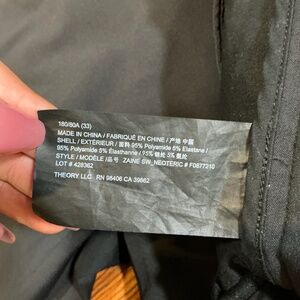 180/80A (33)
MADE IN CHINA / FABRIQUÉ EN CHINE / 产地 中国
SHELL / EXTÉRIEUR / 面料 95% Polyamide 5% Elastane /
95% Polyamide 5% Élasthanne / 95% 锦纶 5% 氨纶
STYLE / MODÈLE / 品号 ZAINE SW_NEOTERIC # F0877210
LOT # 428362
THEORY LLC RN 98406 CA 39862